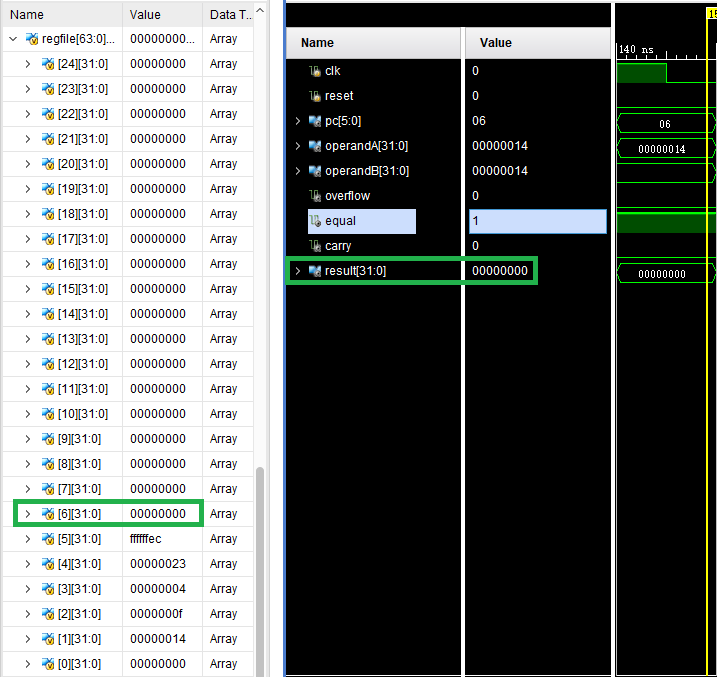 Name Value Data T...
regfile[63:0]... 00000000... Array
[24][31:0] 00000000 Array
[23][31:0] 00000000 Array
[22][31:0] 00000000 Array
[21][31:0] 00000000 Array
[20][31:0] 00000000 Array
[19][31:0] 00000000 Array
[18][31:0] 00000000 Array
[17][31:0] 00000000 Array
[16][31:0] 00000000 Array
[15][31:0] 00000000 Array
[14][31:0] 00000000 Array
[13][31:0] 00000000 Array
[12][31:0] 00000000 Array
[11][31:0] 00000000 Array
[10][31:0] 00000000 Array
[9][31:0] 00000000 Array
[8][31:0] 00000000 Array
[7][31:0] 00000000 Array
[6][31:0] 00000000 Array
[5][31:0] ffffffec Array
[4][31:0] 00000023 Array
[3][31:0] 00000004 Array
[2][31:0] 0000000f Array
[1][31:0] 00000014 Array
[0][31:0] 00000000 Array
Name Value
clk 0
reset 0
pc[5:0] 06
operandA[31:0] 00000014
operandB[31:0] 00000014
overflow 0
equal 1
carry 0
result[31:0] 00000000
140 ns
06
00000014
00000000